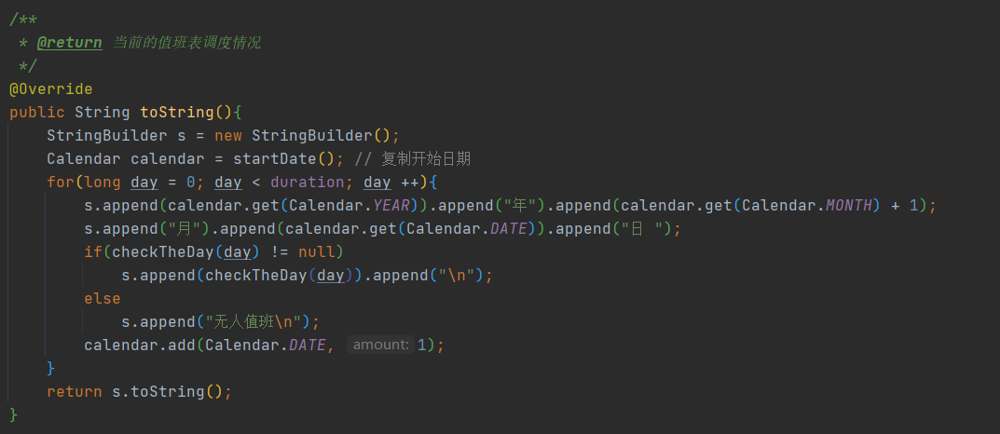 /**
 * @return 当前的值班表调度情况
 */
@Override
public String toString(){
    StringBuilder s = new StringBuilder();
    Calendar calendar = startDate(); // 复制开始日期
    for(long day = 0; day < duration; day ++){
        s.append(calendar.get(Calendar.YEAR)).append("年").append(calendar.get(Calendar.MONTH) + 1);
        s.append("月").append(calendar.get(Calendar.DATE)).append("日 ");
        if(checkTheDay(day) != null)
            s.append(checkTheDay(day)).append("\n");
        else
            s.append("无人值班\n");
        calendar.add(Calendar.DATE, amount: 1);
    }
    return s.toString();
}